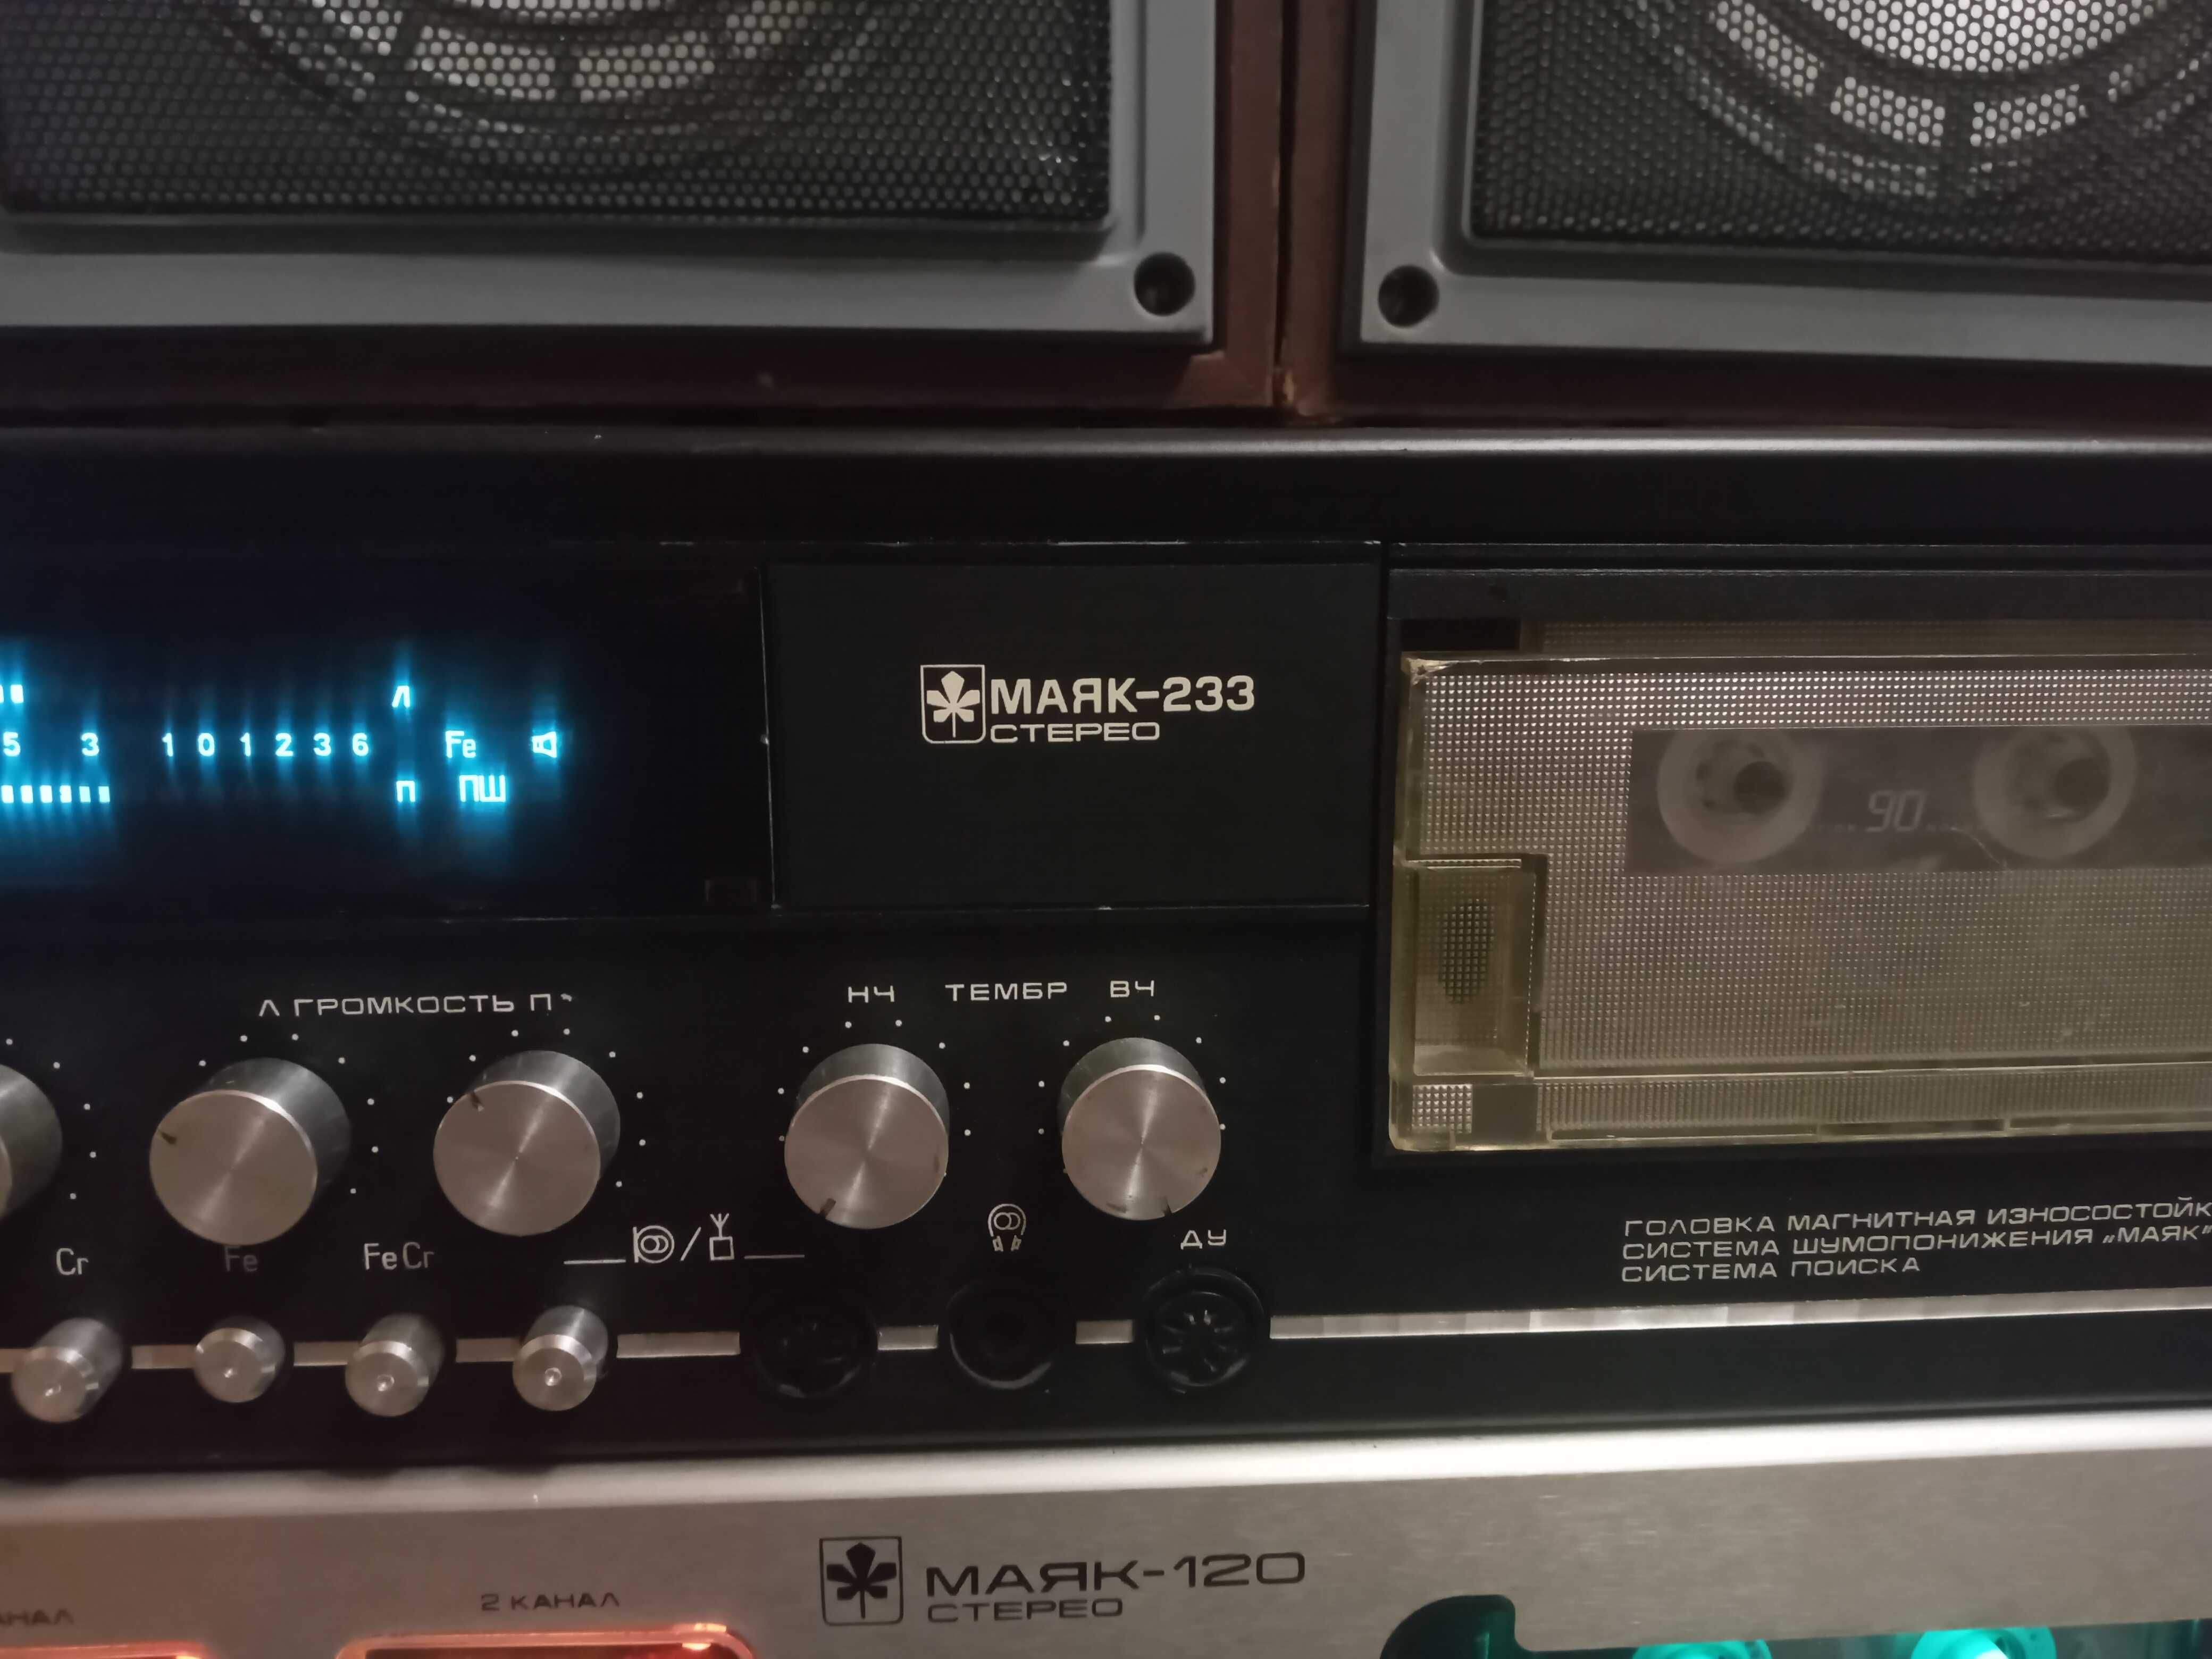 МАЯК-233
СТЕРЕО
Л
5 3 1 0 1 2 3 6 Fe
П ПШ
90
Л ГРОМКОСТЬ П
НЧ ТЕМБР ВЧ
Cr Fe FeCr
ДУ
ГОЛОВКА МАГНИТНАЯ
СИСТЕМА ШУМОПОНИЖЕНИЯ „МАЯК"
СИСТЕМА ПОИСКА
МАЯК-120
СТЕРЕО
2 КАНАЛ